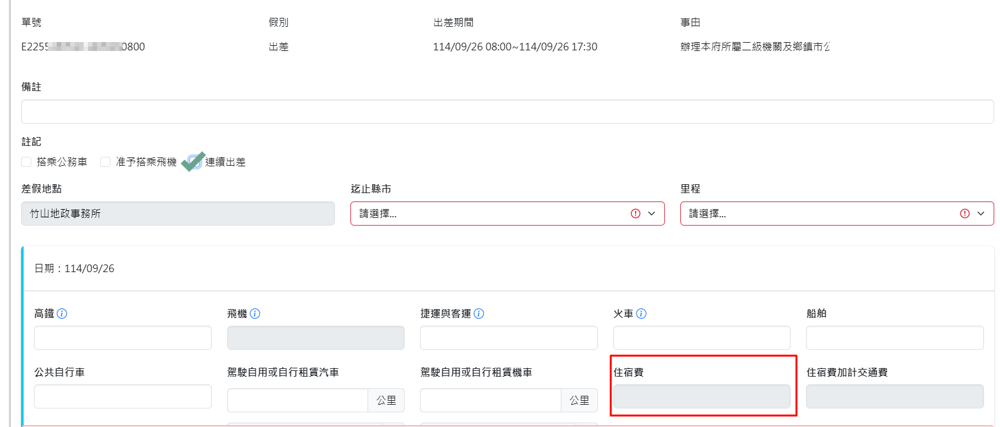 單號 假別 出差期間 事由
E2255 0800 出差 114/09/26 08:00~114/09/26 17:30 辦理本府所屬二級機關及鄉鎮市公
備註
註記
搭乘公務車 准予搭乘飛機 連續出差
差假地點 迄止縣市 里程
竹山地政事務所 請選擇... 請選擇...
日期：114/09/26
高鐵 飛機 捷運與客運 火車 船舶
公共自行車 駕駛自用或自行租賃汽車 駕駛自用或自行租賃機車 住宿費 住宿費加計交通費
公里 公里